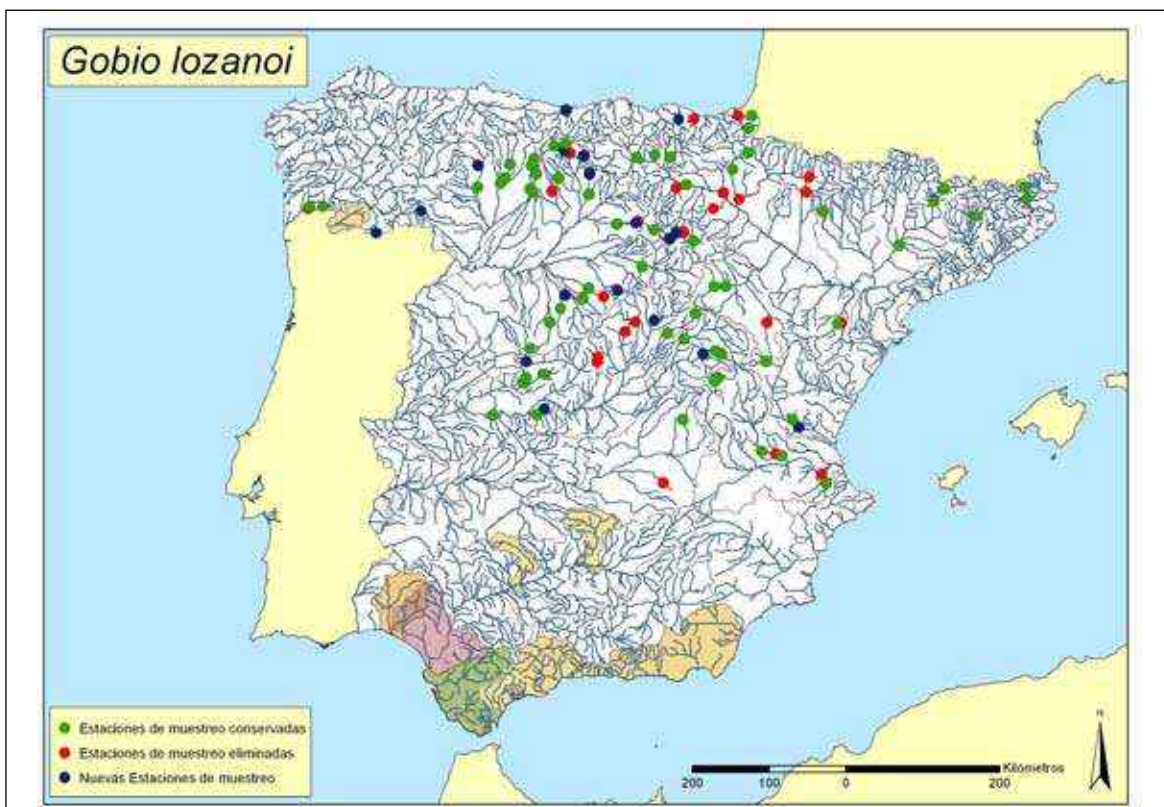 Gobio lozanoi
Estaciones de muestreo conservadas
Estaciones de muestreo eliminadas
Nuevas Estaciones de muestreo
Kilómetros
200 100 0 200
N